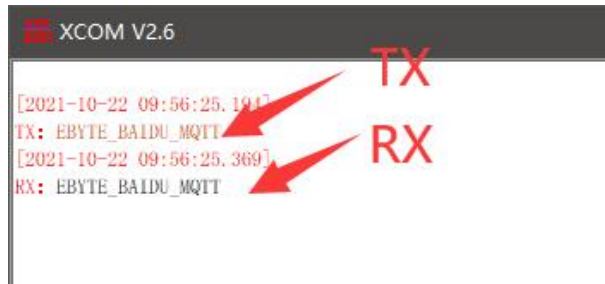 XCOM V2.6
TX
[2021-10-22 09:56:25.194]
TX: EBYTE_BAIDU_MQTT
RX
[2021-10-22 09:56:25.369]
RX: EBYTE_BAIDU_MQTT